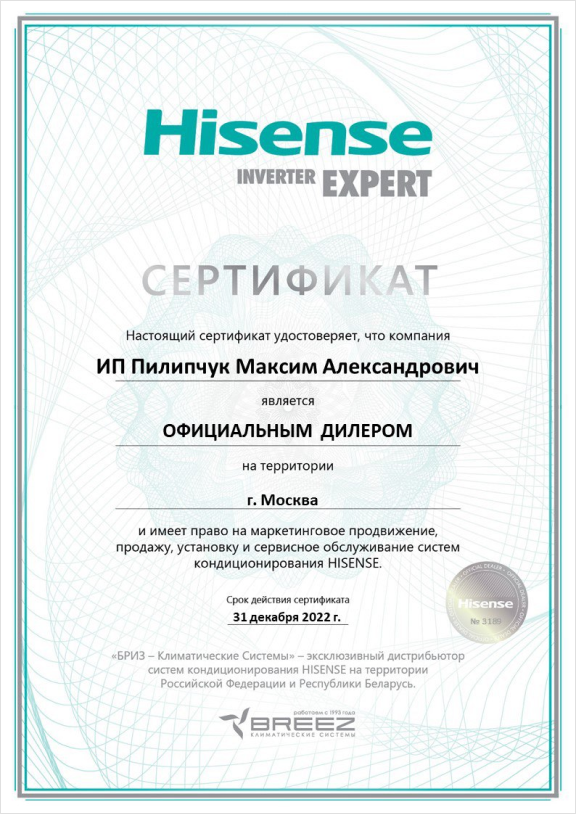 Hisense
INVERTER EXPERT
СЕРТИФИКАТ
Настоящий сертификат удостоверяет, что компания
ИП Пилипчук Максим Александрович
является
ОФИЦИАЛЬНЫМ ДИЛЕРОМ
на территории
г. Москва
и имеет право на маркетинговое продвижение,
продажу, установку и сервисное обслуживание систем
кондиционирования HISENSE.
Срок действия сертификата
31 декабря 2022 г.
Hisense
№ 3180
«БРИЗ – Климатические Системы» – эксклюзивный дистрибьютор
систем кондиционирования HISENSE на территории
Российской Федерации и Республики Беларусь.
работаем с 1993 года
BREEZ
КЛИМАТИЧЕСКИЕ СИСТЕМЫ